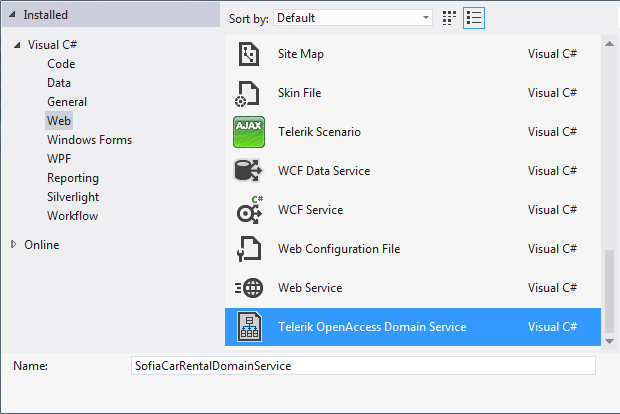 Installed
Sort by: Default
Visual C#
Code
Data
General
Web
Windows Forms
WPF
Reporting
Silverlight
Workflow
Online
Site Map Visual C#
Skin File Visual C#
AJAX Telerik Scenario Visual C#
WCF Data Service Visual C#
C# WCF Service Visual C#
Web Configuration File Visual C#
Web Service Visual C#
Telerik OpenAccess Domain Service Visual C#
Name: SofiaCarRentalDomainService